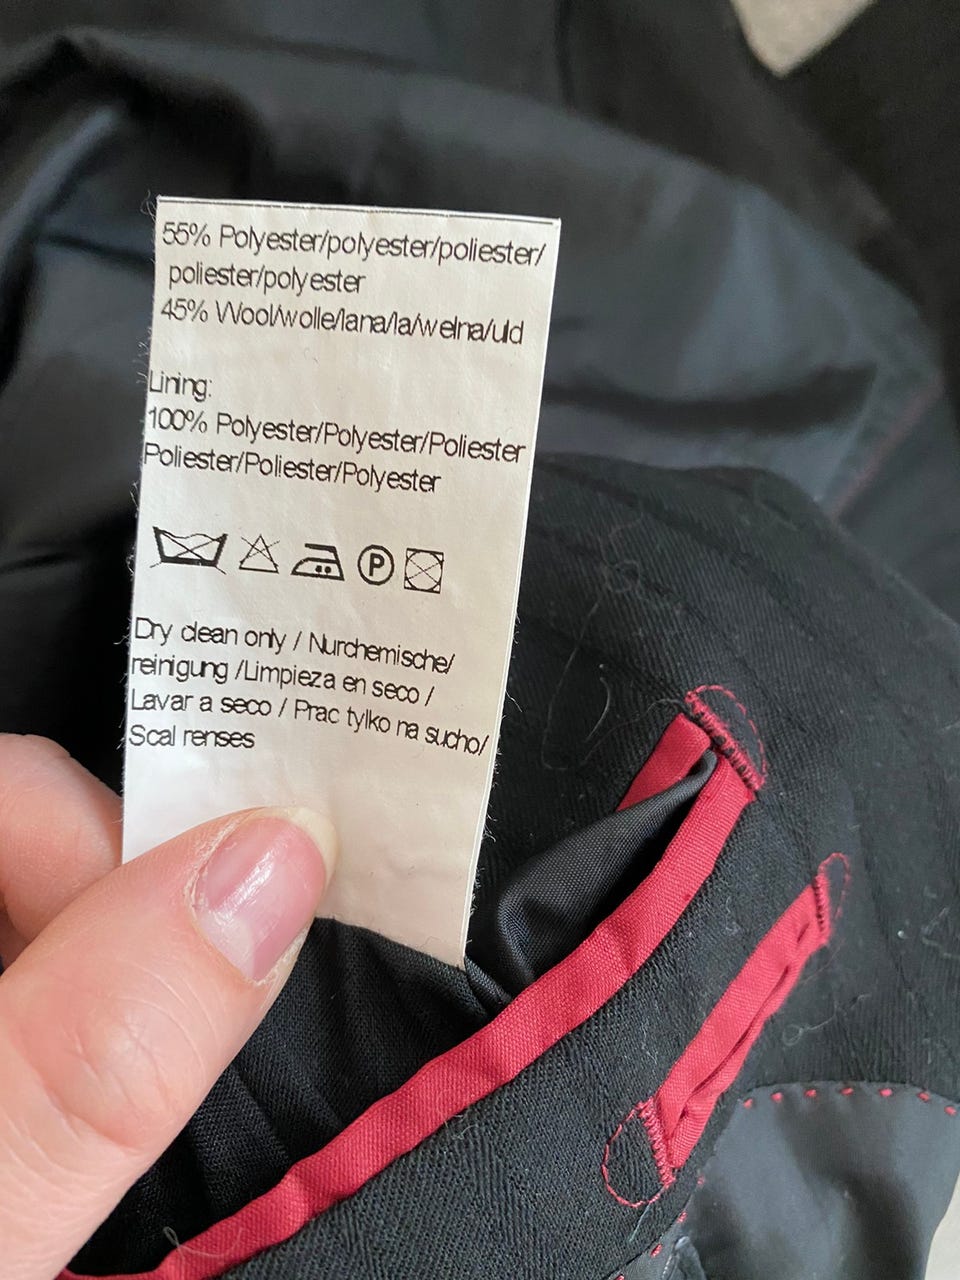 55% Polyester/polyester/poliester/
poliester/polyester
45% Wool/wolle/lana/la/welna/uld
Lining:
100% Polyester/Polyester/Poliester
Poliester/Poliester/Polyester
P
Dry clean only / Nurchemische/
reinigung /Limpieza en seco /
Lavar a seco / Prac tylko na sucho/
Scal renses